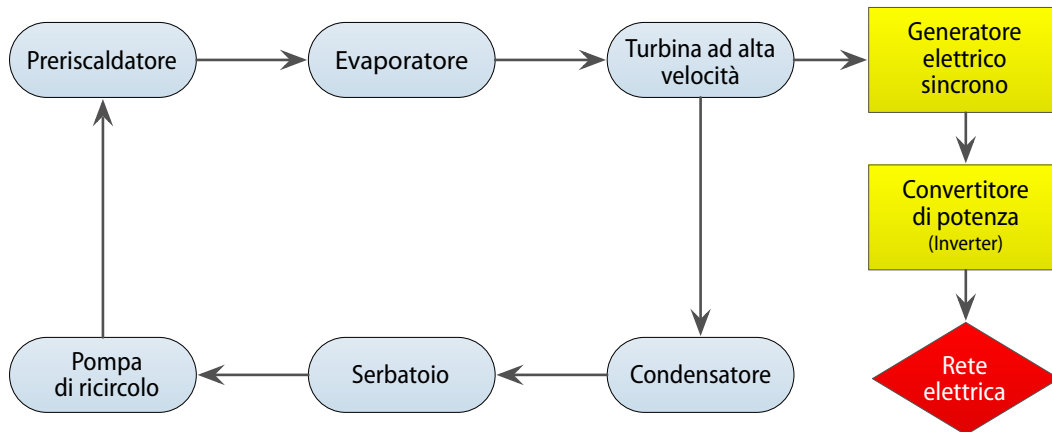 Preriscaldatore
Evaporatore
Turbina ad alta
velocità
Generatore
elettrico
sincrono
Convertitore
di potenza
(Inverter)
Pompa
di ricircolo
Serbatoio
Condensatore
Rete
elettrica